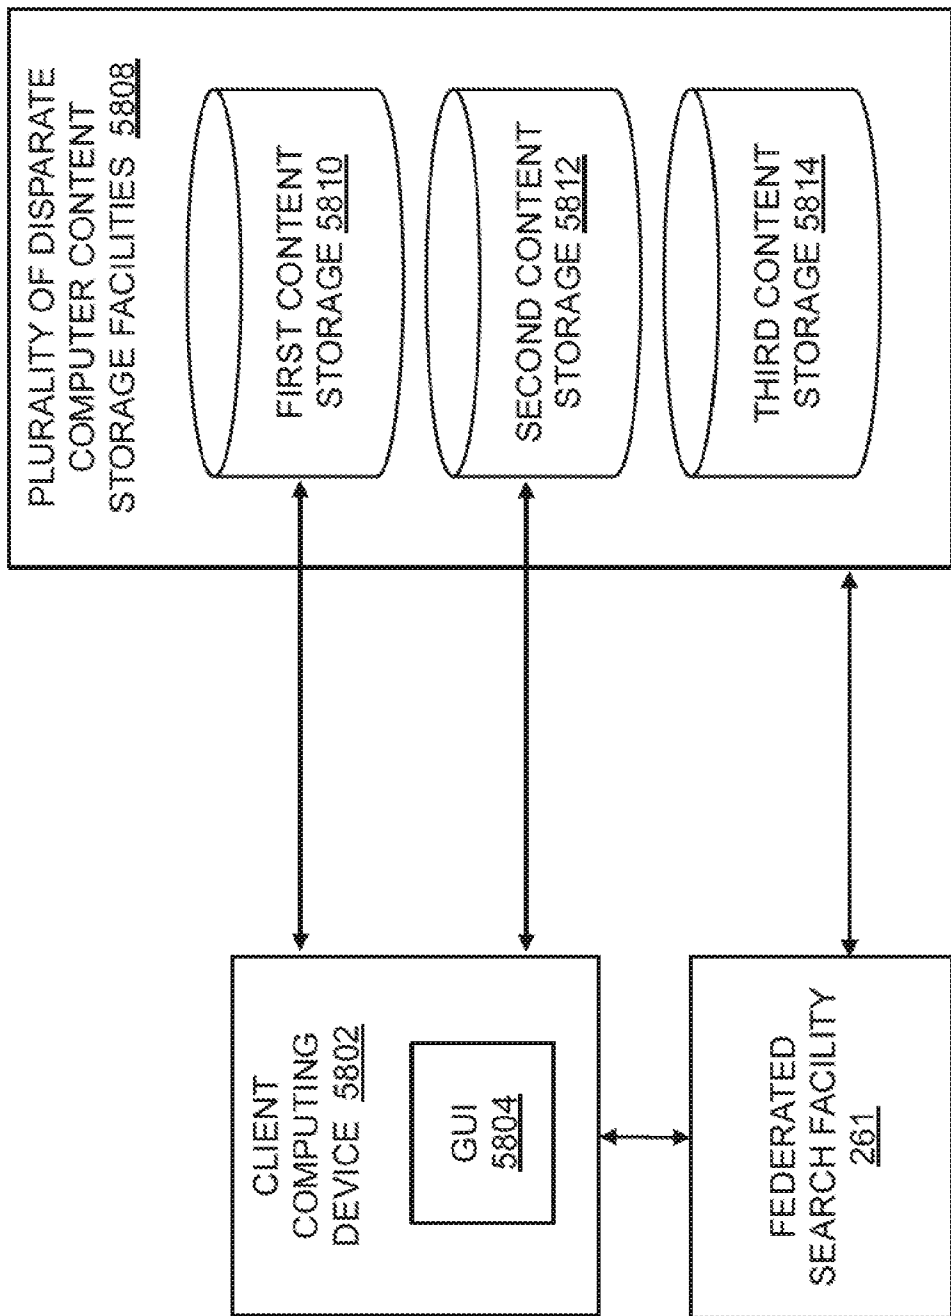 CLIENT
COMPUTING
DEVICE 5802
GUI
5804
FEDERATED
SEARCH FACILITY
261
PLURALITY OF DISPARATE
COMPUTER CONTENT
STORAGE FACILITIES 5808
FIRST CONTENT
STORAGE 5810
SECOND CONTENT
STORAGE 5812
THIRD CONTENT
STORAGE 5814